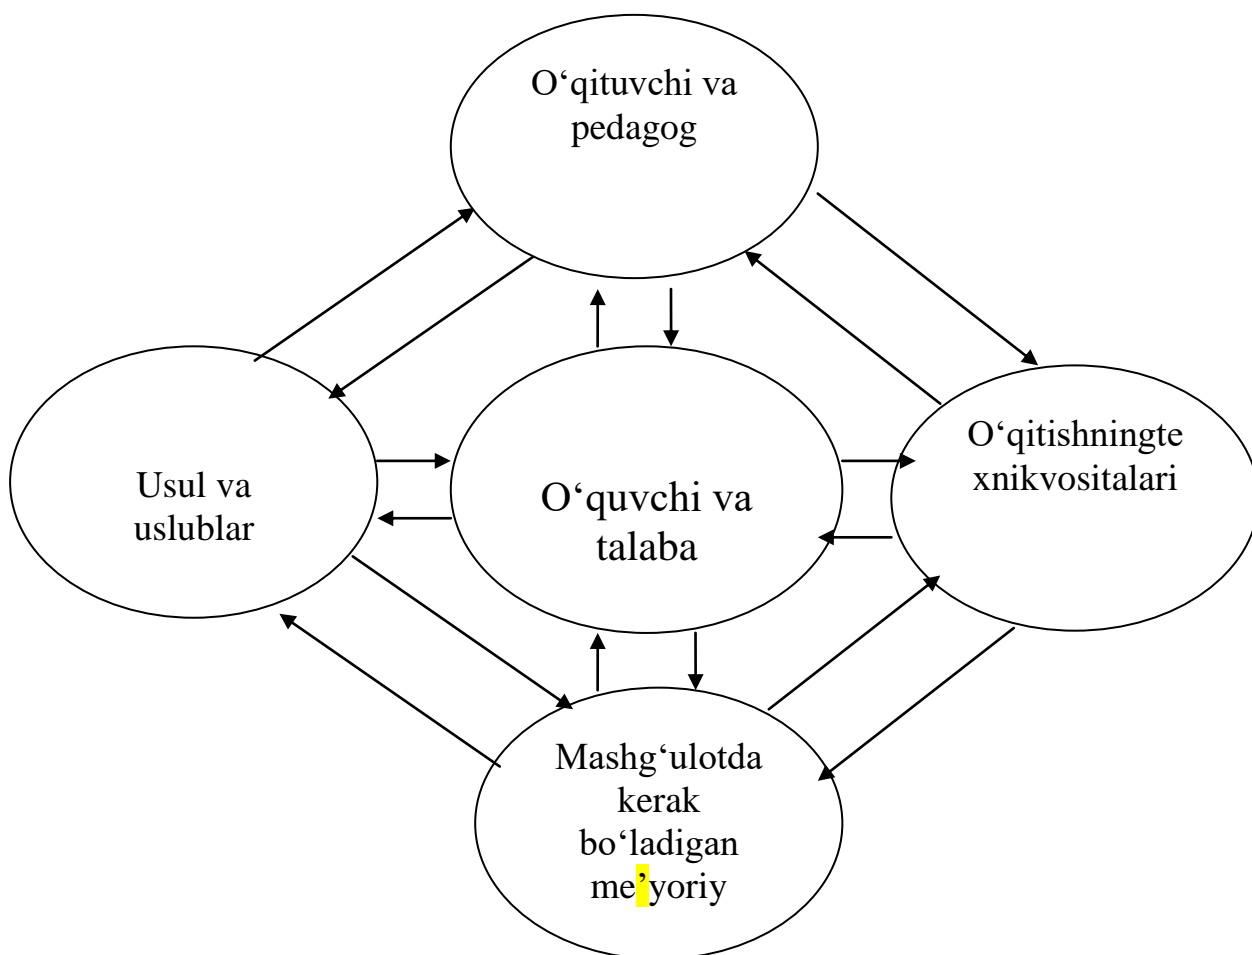 O‘qituvchi va
pedagog
Usul va
uslublar
O‘quvchi va
talaba
O‘qitishningte
xnikvositalari
Mashg‘ulotda
kerak
bo‘ladigan
me’yoriy